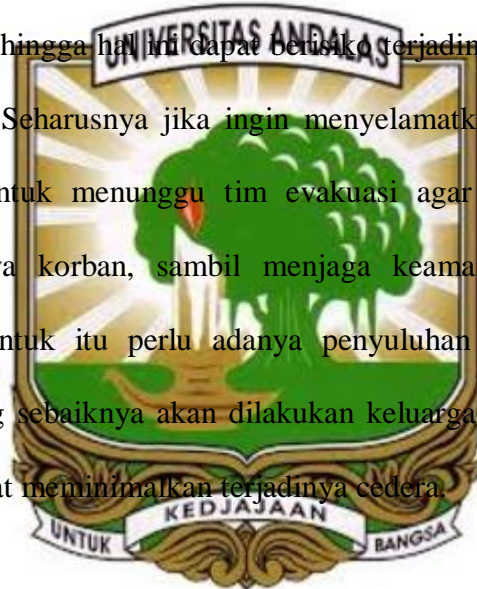 UNIVERSITAS ANDALAS
hingga hal ini dapat berisiko terjadin
Seharusnya jika ingin menyelamatk
ntuk menunggu tim evakuasi agar
a korban, sambil menjaga keama
ntuk itu perlu adanya penyuluhan
g sebaiknya akan dilakukan keluarga
at meminimalkan terjadinya cedera.
UNTUK KEDJAJAAN BANGSA